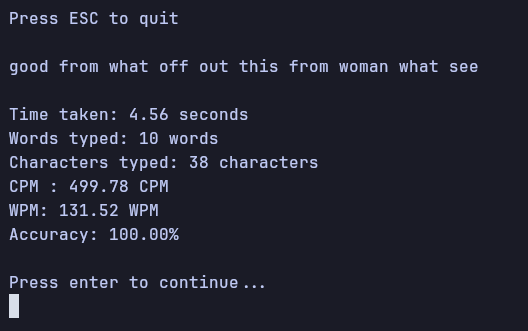 Press ESC to quit
good from what off out this from woman what see
Time taken: 4.56 seconds
Words typed: 10 words
Characters typed: 38 characters
CPM : 499.78 CPM
WPM: 131.52 WPM
Accuracy: 100.00%
Press enter to continue...